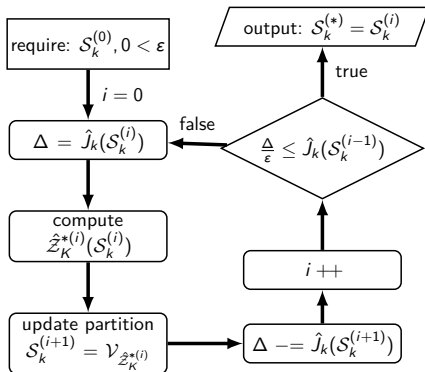 require: $\mathcal{S}_k^{(0)}, 0 < \varepsilon$
$i = 0$
$\Delta = \hat{J}_k(\mathcal{S}_k^{(i)})$
compute
$\hat{\mathcal{Z}}_K^{*(i)}(\mathcal{S}_k^{(i)})$
update partition
$\mathcal{S}_k^{(i+1)} = \mathcal{V}_{\hat{\mathcal{Z}}_K^{*(i)}}$
$\Delta \mathrel{-}= \hat{J}_k(\mathcal{S}_k^{(i+1)})$
$i$ ++
$\frac{\Delta}{\varepsilon} \leq \hat{J}_k(\mathcal{S}_k^{(i-1)})$
false
true
output: $\mathcal{S}_k^{(*)} = \mathcal{S}_k^{(i)}$